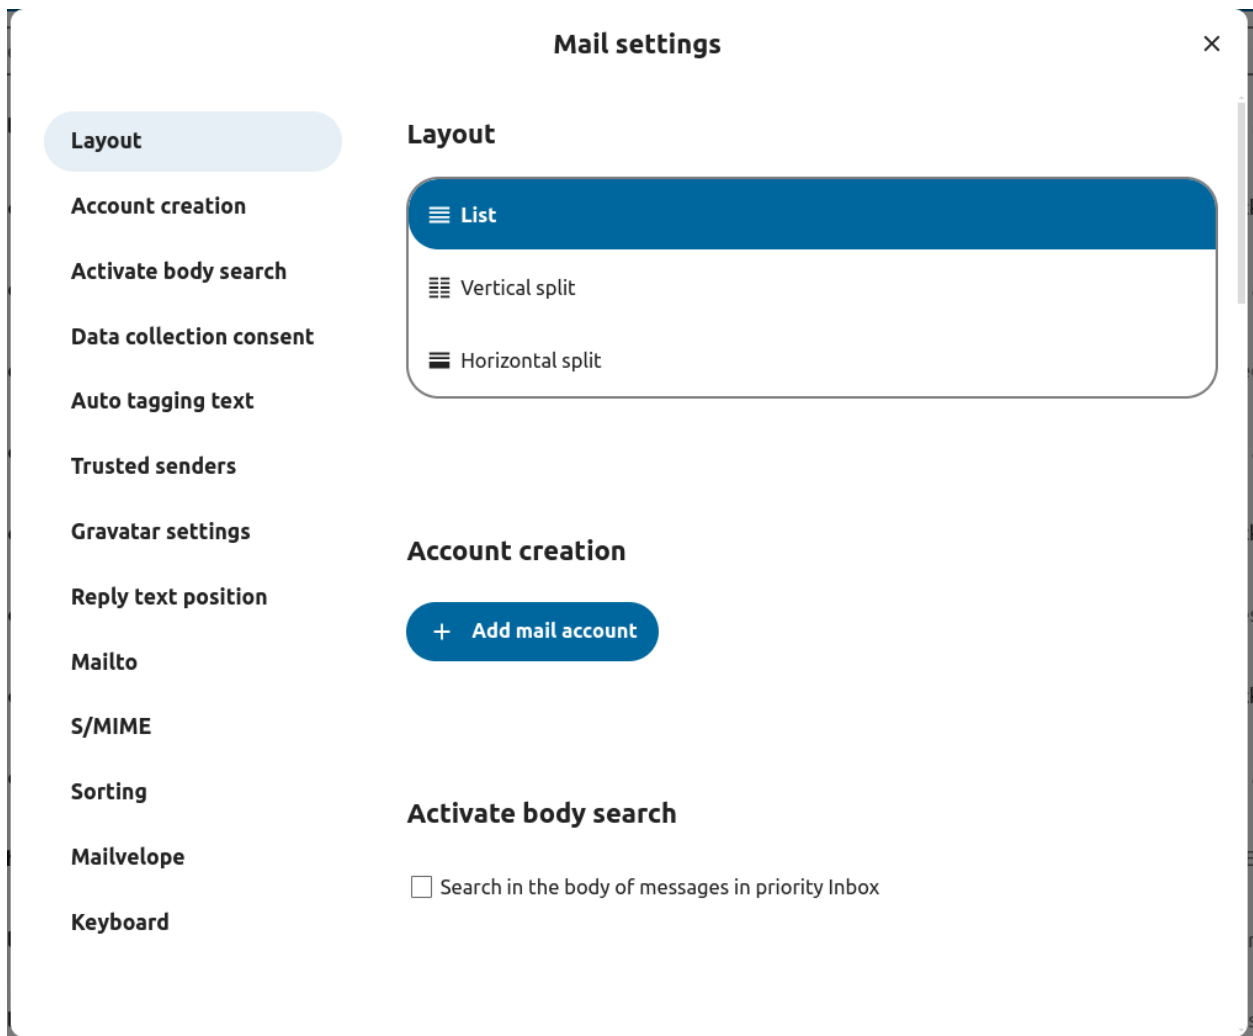 Mail settings
Layout
Account creation
Activate body search
Data collection consent
Auto tagging text
Trusted senders
Gravatar settings
Reply text position
Mailto
S/MIME
Sorting
Mailvelope
Keyboard
Layout
List
Vertical split
Horizontal split
Account creation
Add mail account
Activate body search
Search in the body of messages in priority Inbox